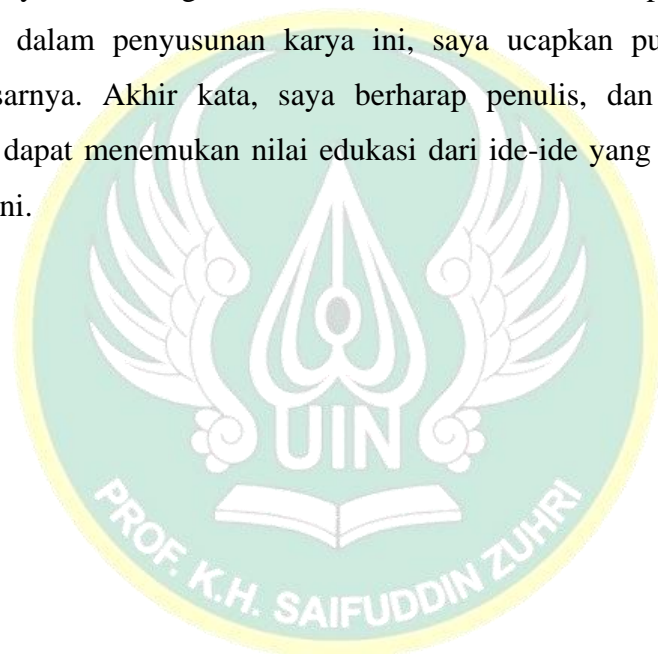 dalam penyusunan karya ini, saya ucapkan
sarnya. Akhir kata, saya berharap penulis, dan
dapat menemukan nilai edukasi dari ide-ide yang
ni.
UIN
PROF. K.H. SAIFUDDIN ZUHRI